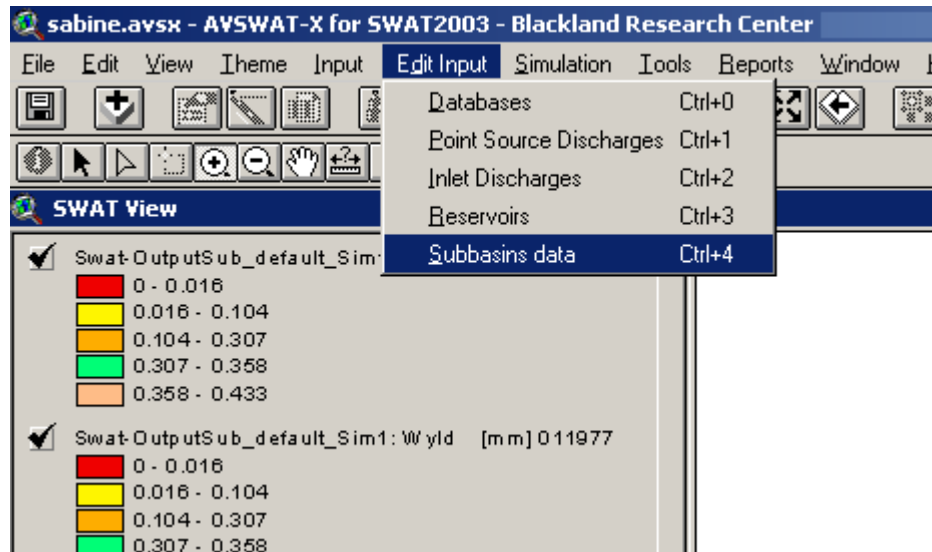 sabine.avsx - AVSWAT-X for SWAT2003 - Blackland Research Center
File Edit View Theme Input Edit Input Simulation Tools Reports Window
Databases Ctrl+0
Point Source Discharges Ctrl+1
Inlet Discharges Ctrl+2
Reservoirs Ctrl+3
Subbasins data Ctrl+4
SWAT View
Swat-OutputSub_default_Sim
0 - 0.016
0.016 - 0.104
0.104 - 0.307
0.307 - 0.358
0.358 - 0.433
Swat-OutputSub_default_Sim1: Wyld [mm] 011977
0 - 0.016
0.016 - 0.104
0.104 - 0.307
0.307 - 0.358